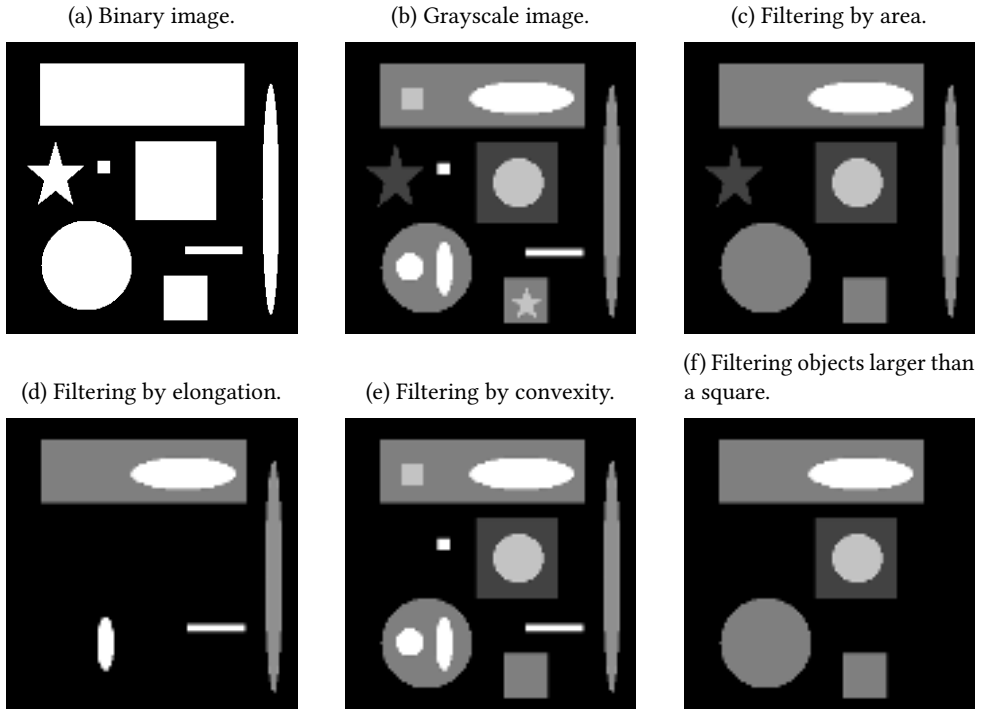 (a) Binary image.
(b) Grayscale image.
(c) Filtering by area.
(d) Filtering by elongation.
(e) Filtering by convexity.
(f) Filtering objects larger than
a square.